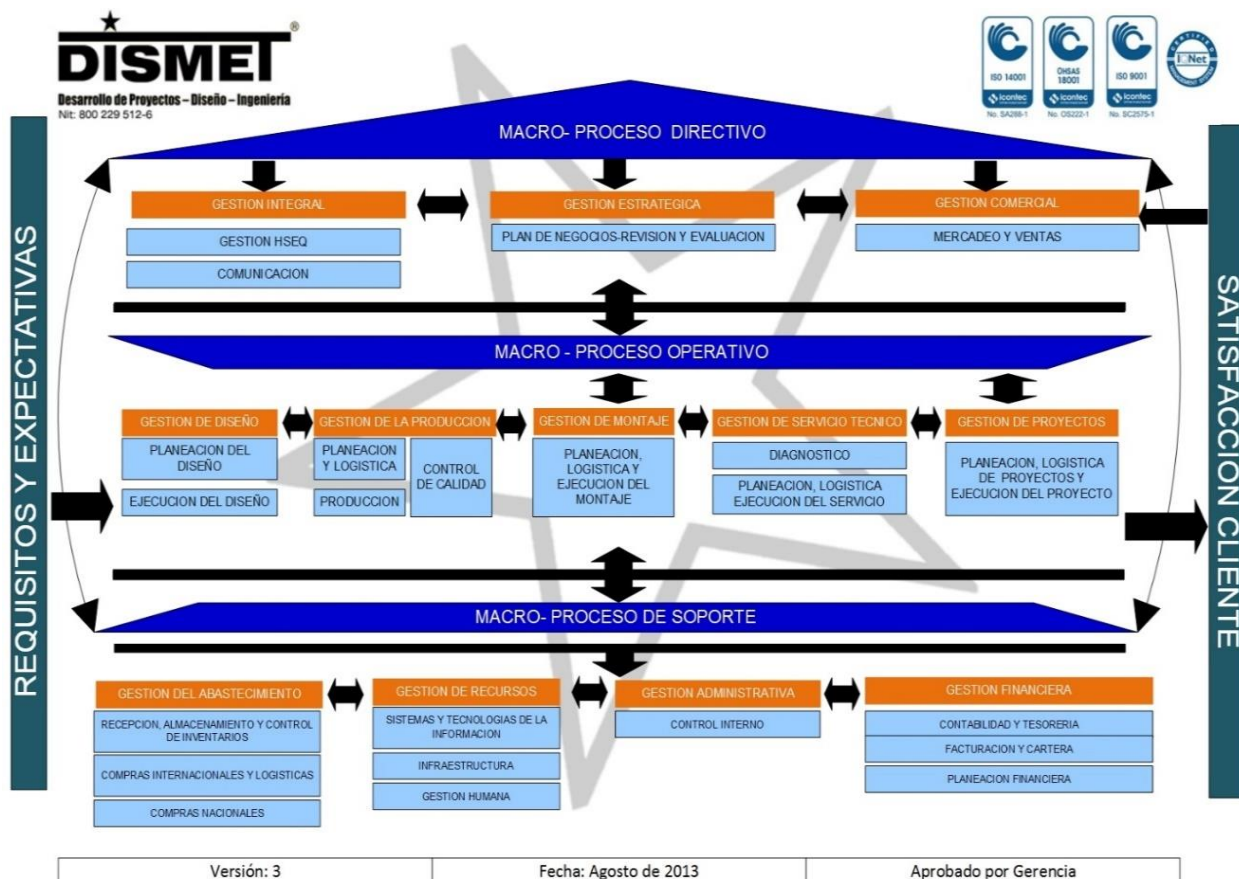 DISMET®
Desarrollo de Proyectos – Diseño – Ingeniería
Nit: 800 229 512-6
ISO 14001
icontec
internacional
No. SA288-1
OHSAS
18001
icontec
internacional
No. OS222-1
ISO 9001
icontec
internacional
No. SC2575-1
CERTIFIED
IQNet
MANAGEMENT SYSTEM
REQUISITOS Y EXPECTATIVAS
SATISFACCION CLIENTE
MACRO- PROCESO DIRECTIVO
GESTION INTEGRAL
GESTION HSEQ
COMUNICACION
GESTION ESTRATEGICA
PLAN DE NEGOCIOS-REVISION Y EVALUACION
GESTION COMERCIAL
MERCADEO Y VENTAS
MACRO - PROCESO OPERATIVO
GESTION DE DISEÑO
PLANEACION DEL
DISEÑO
EJECUCION DEL DISEÑO
GESTION DE LA PRODUCCION
PLANEACION
Y LOGISTICA
PRODUCCION
CONTROL
DE CALIDAD
GESTION DE MONTAJE
PLANEACION,
LOGISTICA Y
EJECUCION DEL
MONTAJE
GESTION DE SERVICIO TECNICO
DIAGNOSTICO
PLANEACION, LOGISTICA
EJECUCION DEL SERVICIO
GESTION DE PROYECTOS
PLANEACION, LOGISTICA
DE PROYECTOS Y
EJECUCION DEL PROYECTO
MACRO- PROCESO DE SOPORTE
GESTION DEL ABASTECIMIENTO
RECEPCION, ALMACENAMIENTO Y CONTROL
DE INVENTARIOS
COMPRAS INTERNACIONALES Y LOGISTICAS
COMPRAS NACIONALES
GESTION DE RECURSOS
SISTEMAS Y TECNOLOGIAS DE LA
INFORMACION
INFRAESTRUCTURA
GESTION HUMANA
GESTION ADMINISTRATIVA
CONTROL INTERNO
GESTION FINANCIERA
CONTABILIDAD Y TESORERIA
FACTURACION Y CARTERA
PLANEACION FINANCIERA
Versión: 3
Fecha: Agosto de 2013
Aprobado por Gerencia